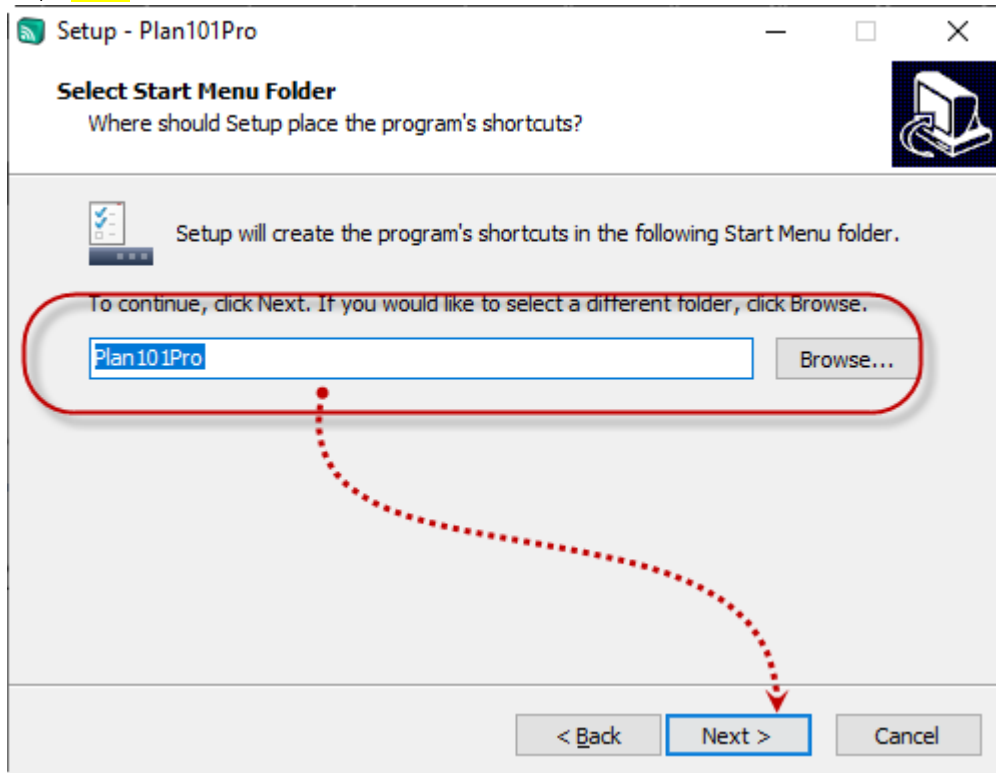 Setup - Plan101Pro
Select Start Menu Folder
Where should Setup place the program's shortcuts?
Setup will create the program's shortcuts in the following Start Menu folder.
To continue, click Next. If you would like to select a different folder, click Browse.
Plan101Pro
Browse...
< Back
Next >
Cancel